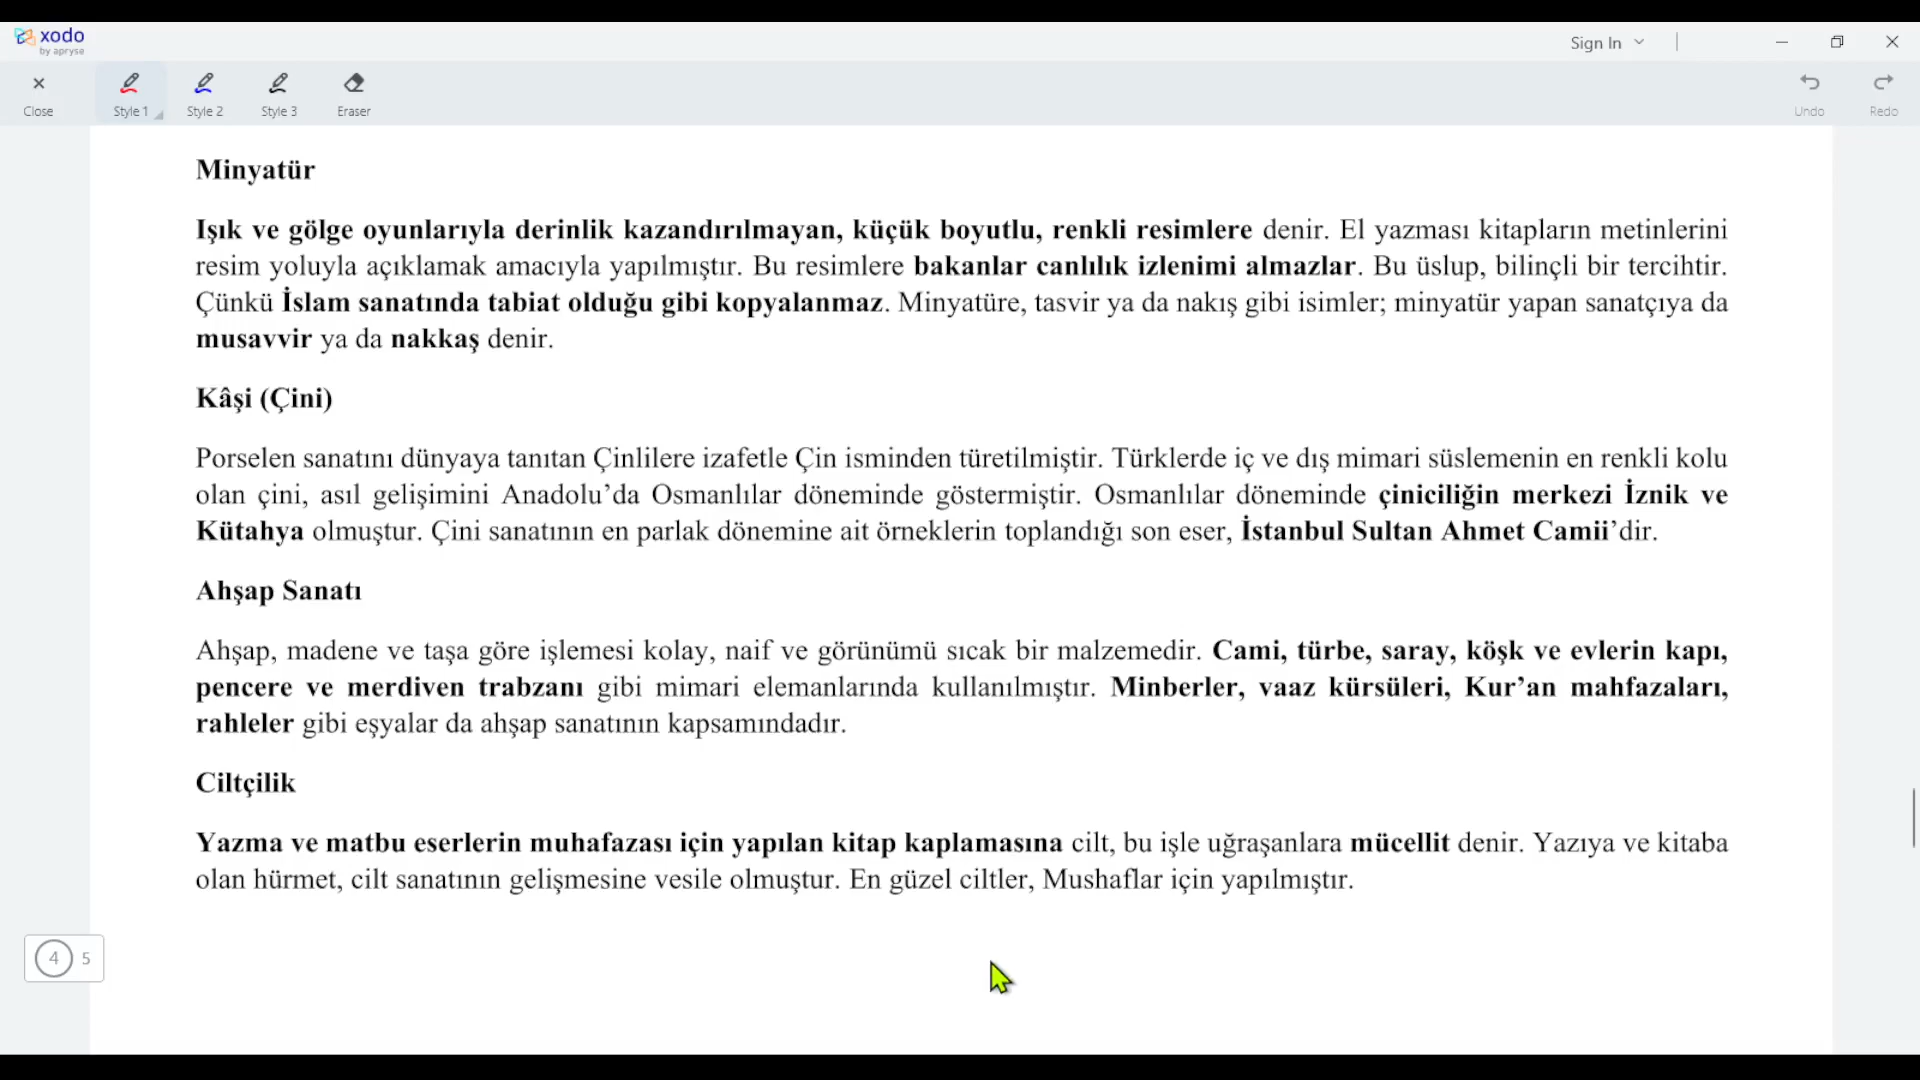 xodo
by apryse
Sign In
Close
Style 1
Style 2
Style 3
Eraser
Undo
Redo
Minyatür
Işık ve gölge oyunlarıyla derinlik kazandırılmayan, küçük boyutlu, renkli resimlere denir. El yazması kitapların metinlerini
resim yoluyla açıklamak amacıyla yapılmıştır. Bu resimlere bakanlar canlılık izlenimi almazlar. Bu üslup, bilinçli bir tercihtir.
Çünkü İslam sanatında tabiat olduğu gibi kopyalanmaz. Minyatüre, tasvir ya da nakış gibi isimler; minyatür yapan sanatçıya da
musavvir ya da nakkaş denir.
Kâşi (Çini)
Porselen sanatını dünyaya tanıtan Çinlilere izafetle Çin isminden türetilmiştir. Türklerde iç ve dış mimari süslemenin en renkli kolu
olan çini, asıl gelişimini Anadolu’da Osmanlılar döneminde göstermiştir. Osmanlılar döneminde çiniciliğin merkezi İznik ve
Kütahya olmuştur. Çini sanatının en parlak dönemine ait örneklerin toplandığı son eser, İstanbul Sultan Ahmet Camii’dir.
Ahşap Sanatı
Ahşap, madene ve taşa göre işlemesi kolay, naif ve görünümü sıcak bir malzemedir. Cami, türbe, saray, köşk ve evlerin kapı,
pencere ve merdiven trabzanı gibi mimari elemanlarında kullanılmıştır. Minberler, vaaz kürsüleri, Kur’an mahfazaları,
rahleler gibi eşyalar da ahşap sanatının kapsamındadır.
Ciltçilik
Yazma ve matbu eserlerin muhafazası için yapılan kitap kaplamasına cilt, bu işle uğraşanlara mücellit denir. Yazıya ve kitaba
olan hürmet, cilt sanatının gelişmesine vesile olmuştur. En güzel ciltler, Mushaflar için yapılmıştır.
4 5